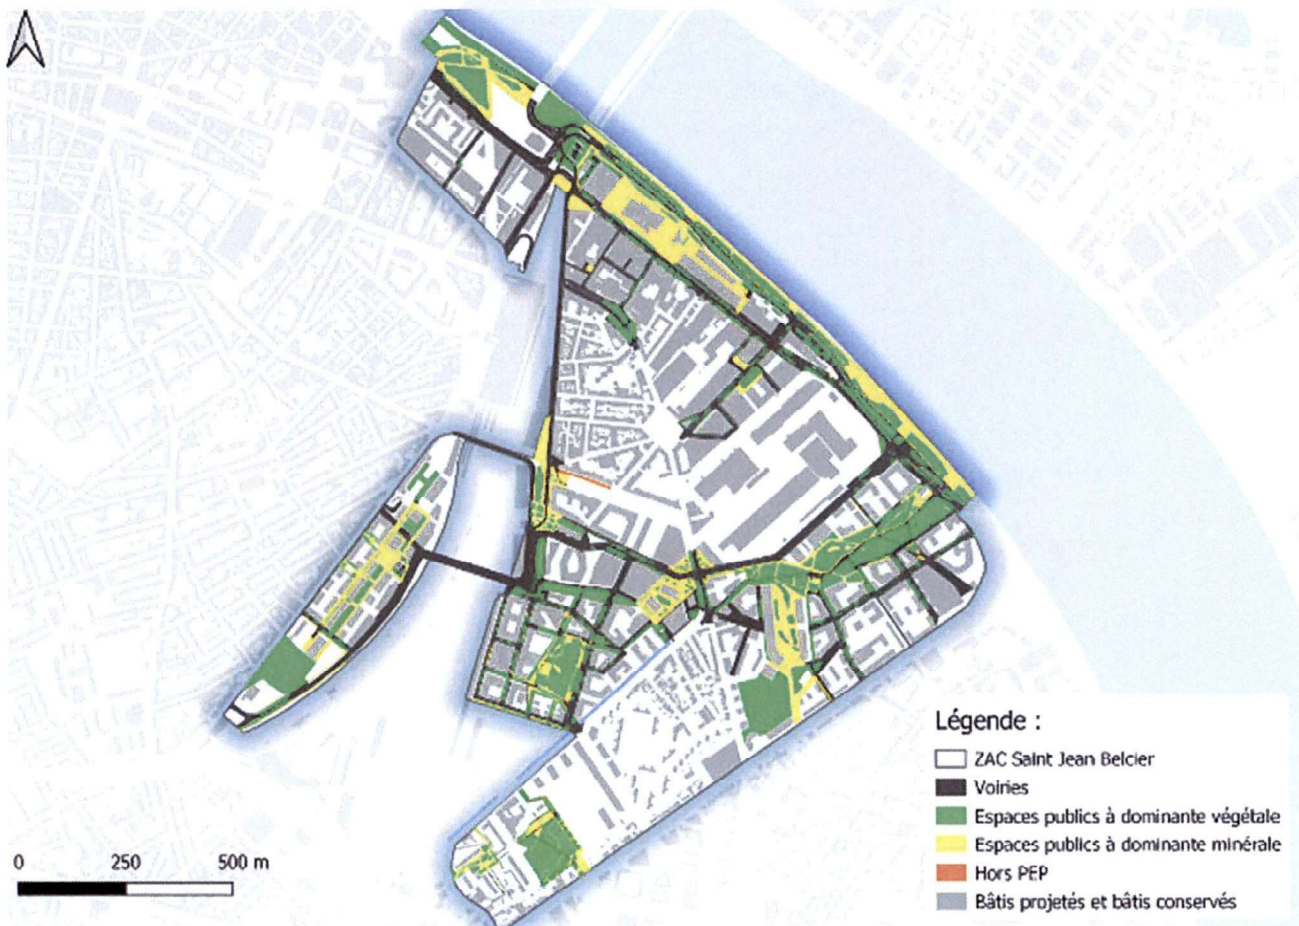 Légende :
ZAC Saint Jean Belcier
Voiries
Espaces publics à dominante végétale
Espaces publics à dominante minérale
Hors PEP
Bâtis projetés et bâtis conservés
0 250 500 m